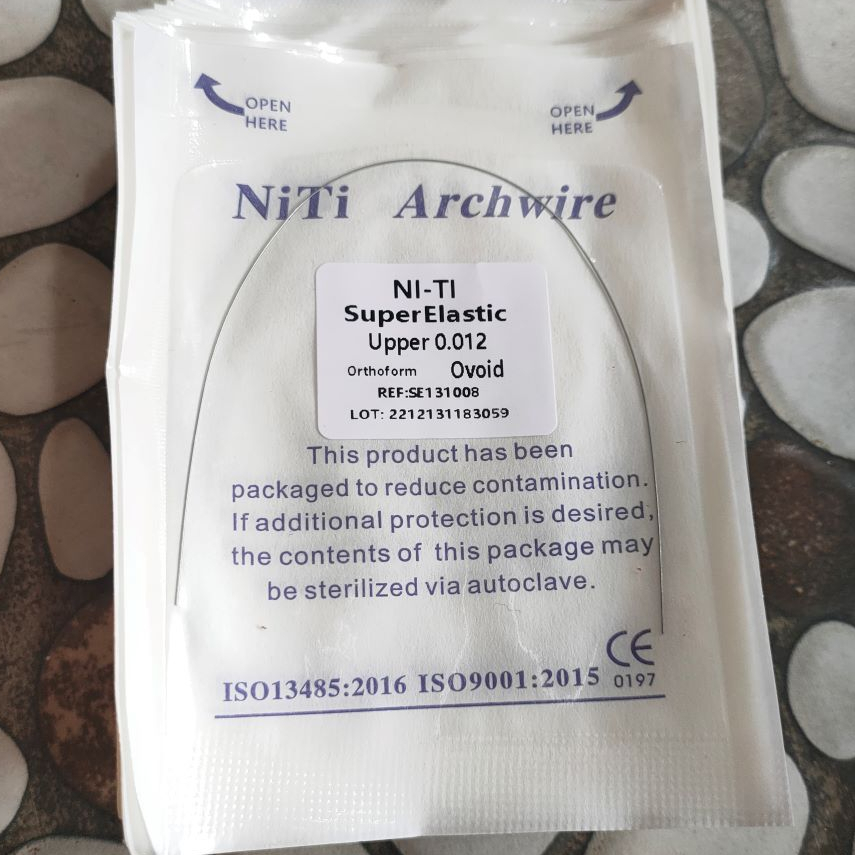 OPEN
HERE
OPEN
HERE
NiTi Archwire
NI-TI
SuperElastic
Upper 0.012
Orthoform Ovoid
REF:SE131008
LOT: 2212131183059
This product has been
packaged to reduce contamination.
If additional protection is desired,
the contents of this package may
be sterilized via autoclave.
ISO13485:2016 ISO9001:2015
CE
0197